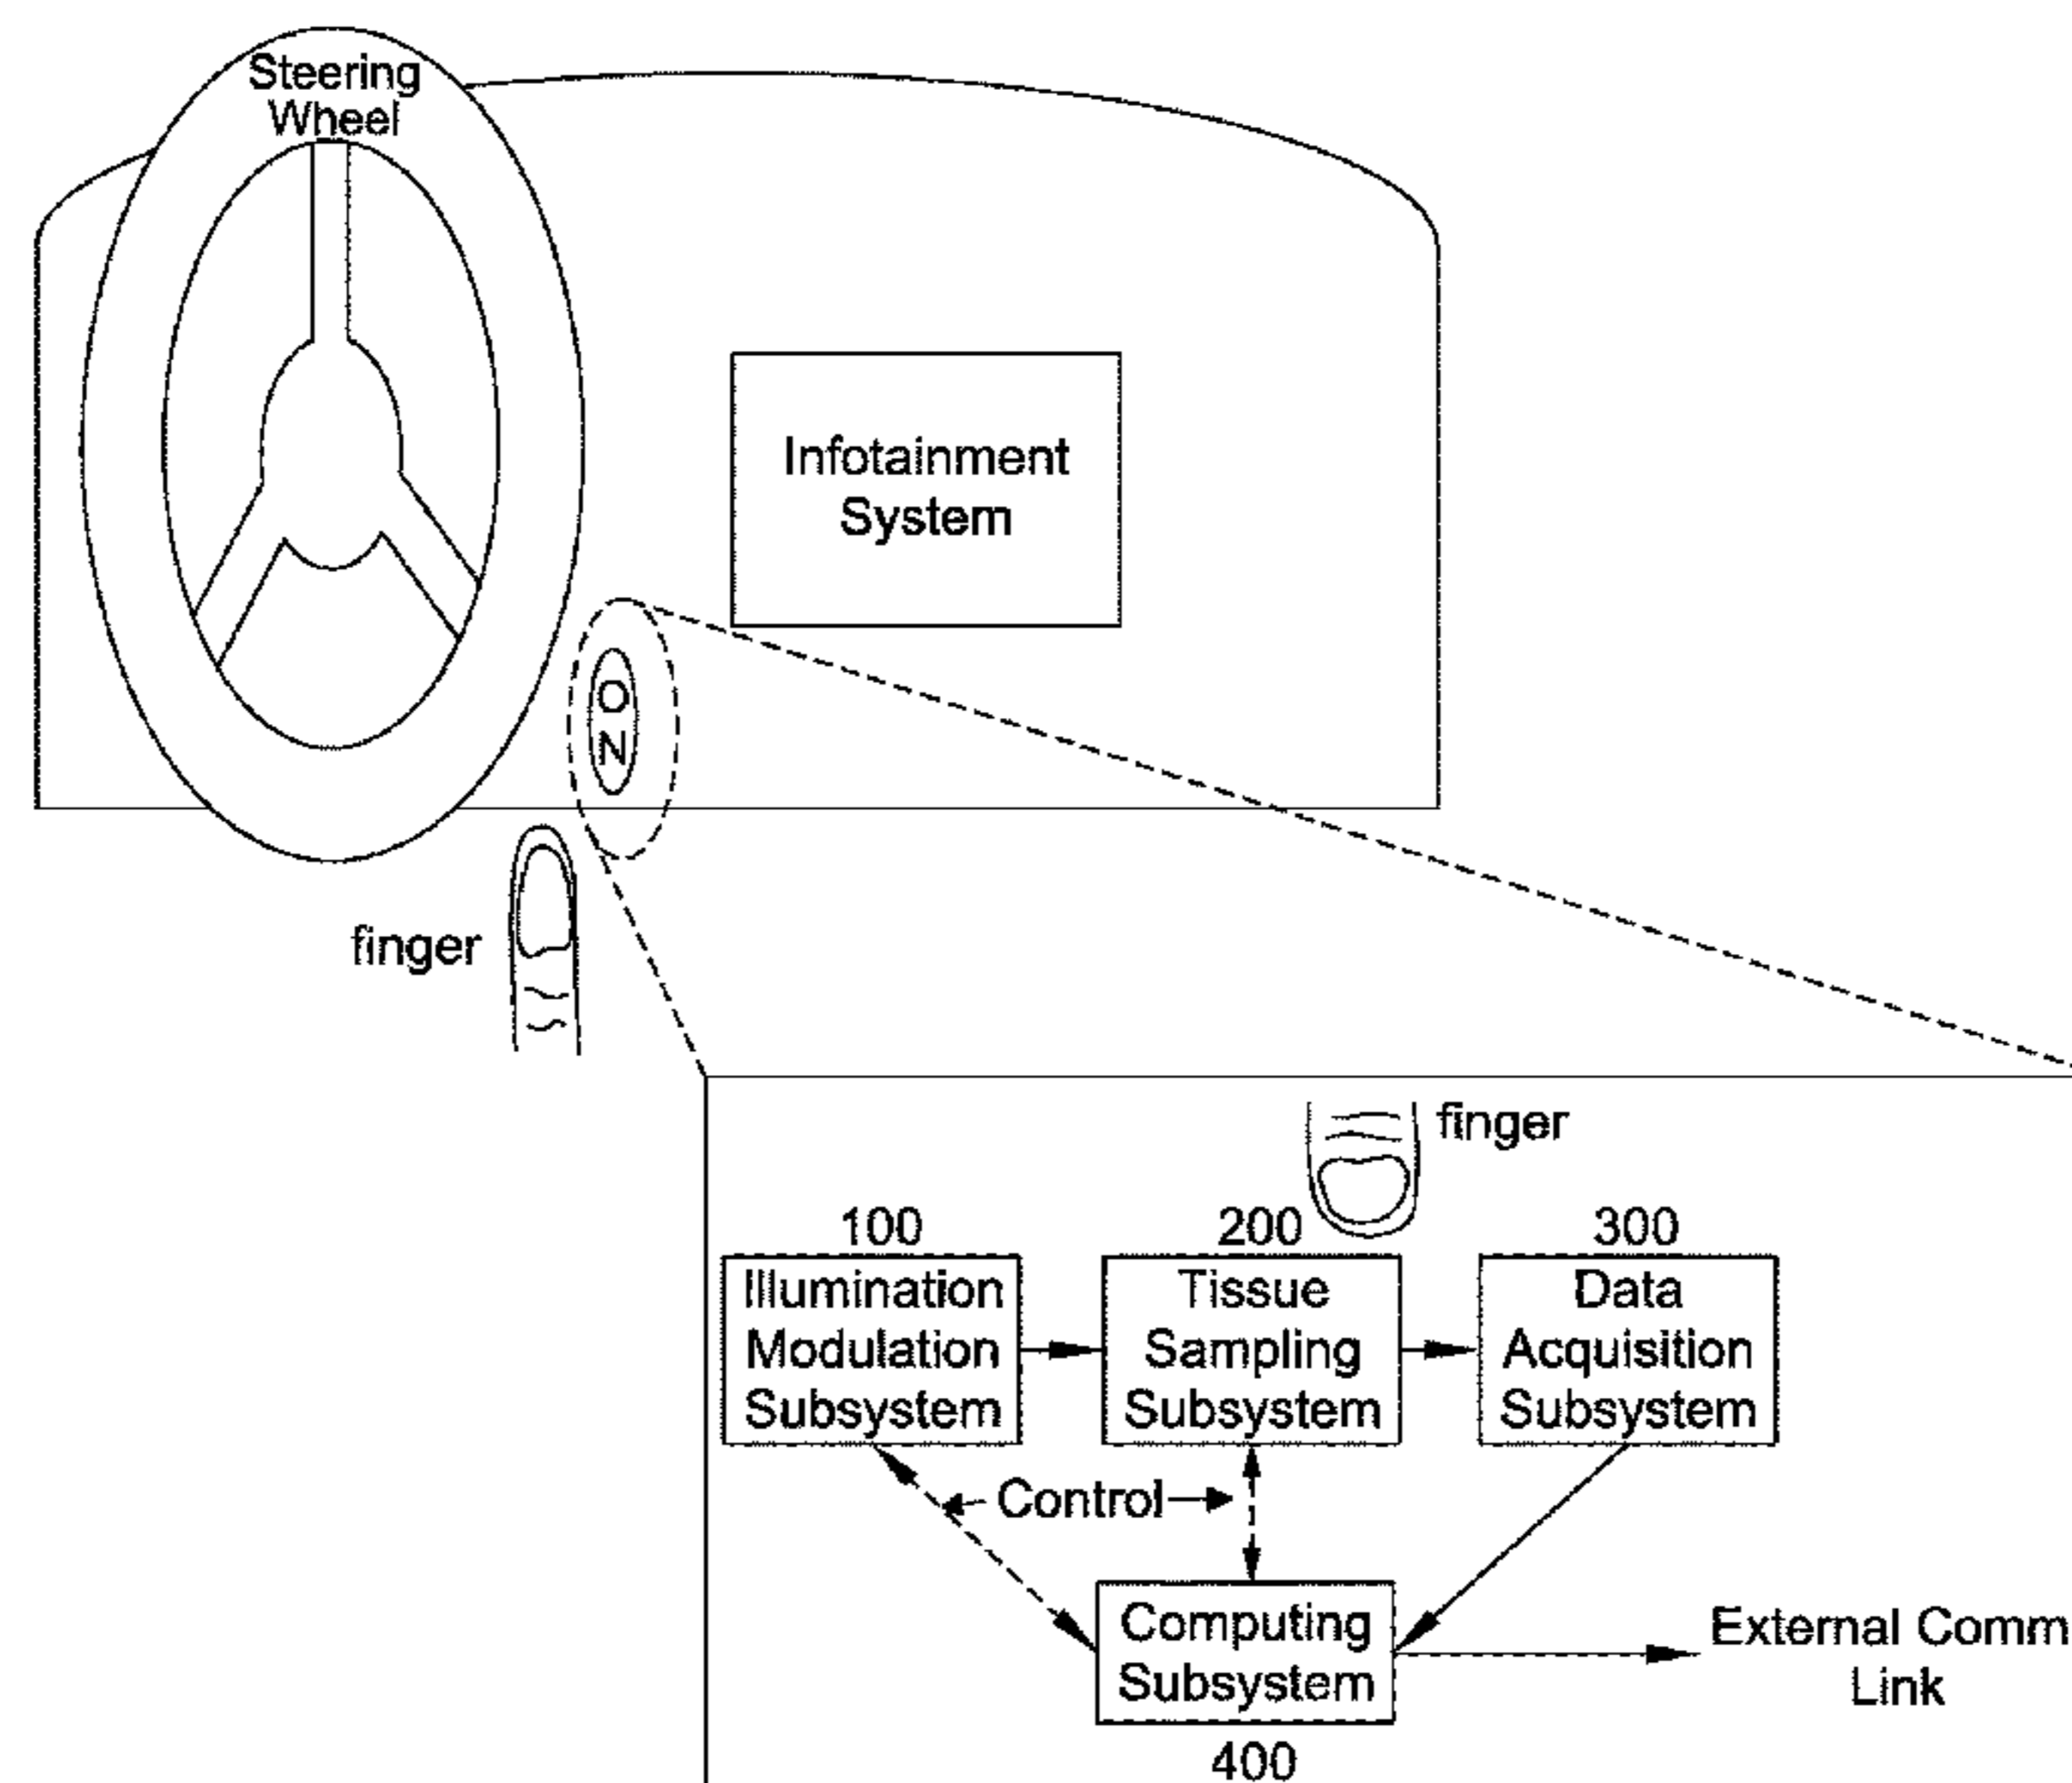 Steering
Wheel
Infotainment
System
O
N
finger
finger
100
200
300
Illumination
Modulation
Subsystem
Tissue
Sampling
Subsystem
Data
Acquisition
Subsystem
Control
Computing
Subsystem
External Comm
Link
400